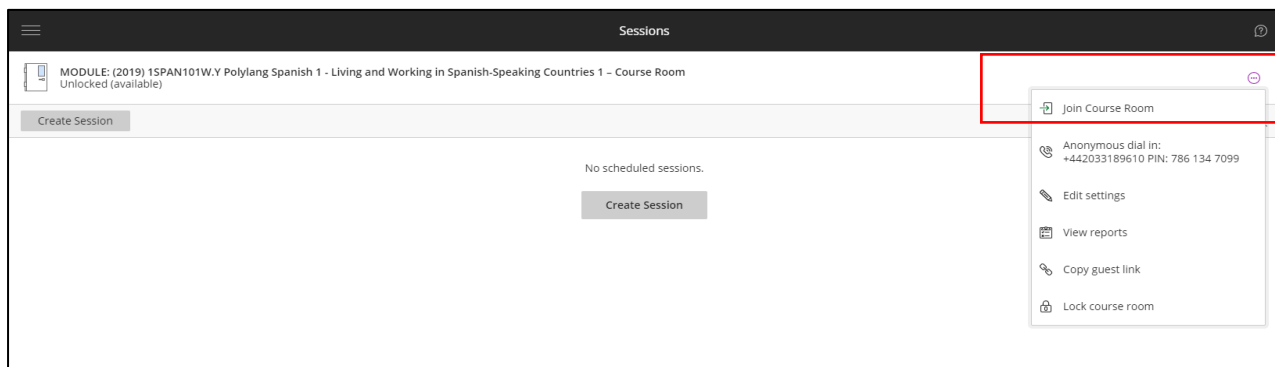 Sessions
MODULE: (2019) 1SPAN101W.Y Polylang Spanish 1 - Living and Working in Spanish-Speaking Countries 1 – Course Room
Unlocked (available)
Join Course Room
Create Session
Anonymous dial in:
+442033189610 PIN: 786 134 7099
No scheduled sessions.
Edit settings
Create Session
View reports
Copy guest link
Lock course room